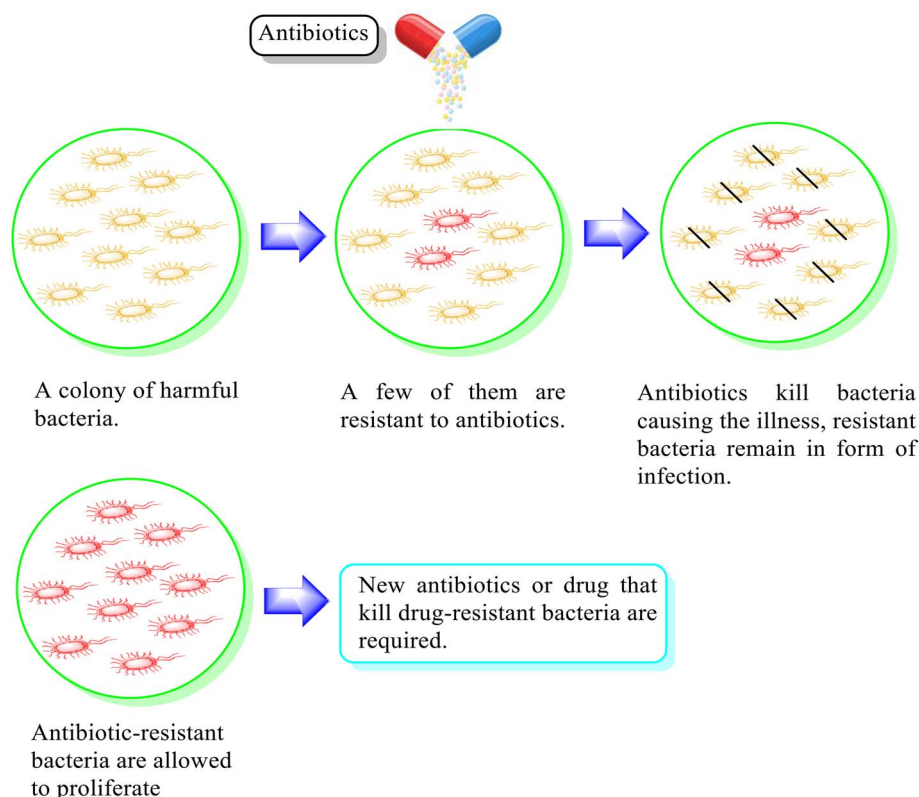 Antibiotics
A colony of harmful
bacteria.
A few of them are
resistant to antibiotics.
Antibiotics kill bacteria
causing the illness, resistant
bacteria remain in form of
infection.
New antibiotics or drug that
kill drug-resistant bacteria are
required.
Antibiotic-resistant
bacteria are allowed
to proliferate